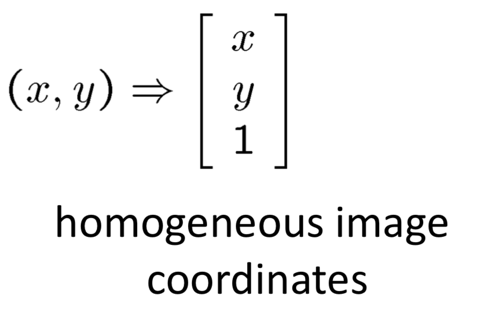 (x, y) ⇒ [x
y
1]
homogeneous image
coordinates